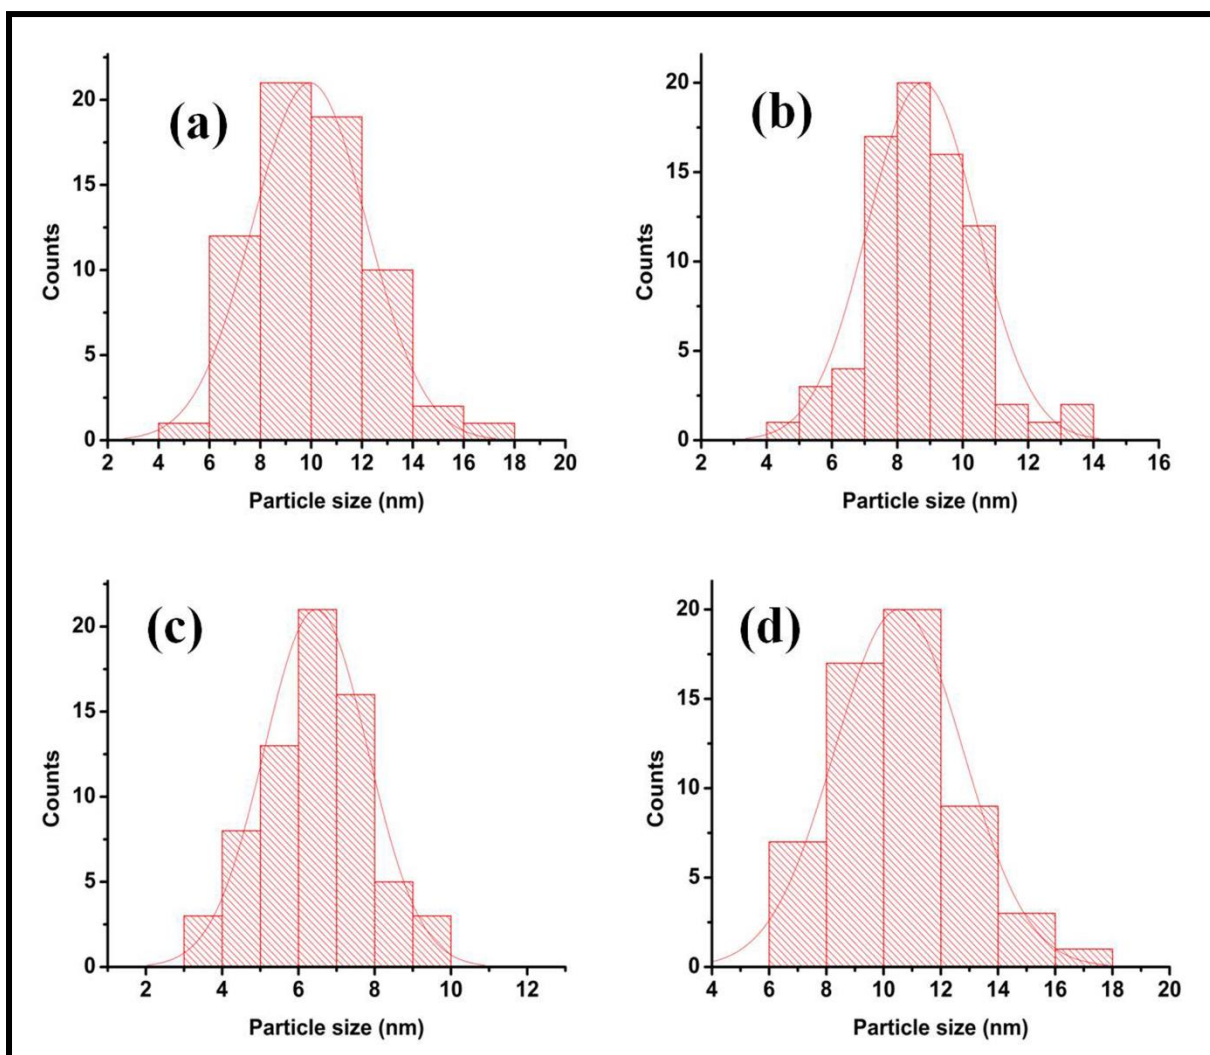 (a)
Counts
20
15
10
5
0
2 4 6 8 10 12 14 16 18 20
Particle size (nm)
(b)
Counts
20
15
10
5
0
2 4 6 8 10 12 14 16
Particle size (nm)
(c)
Counts
20
15
10
5
0
2 4 6 8 10 12
Particle size (nm)
(d)
Counts
20
15
10
5
0
4 6 8 10 12 14 16 18 20
Particle size (nm)